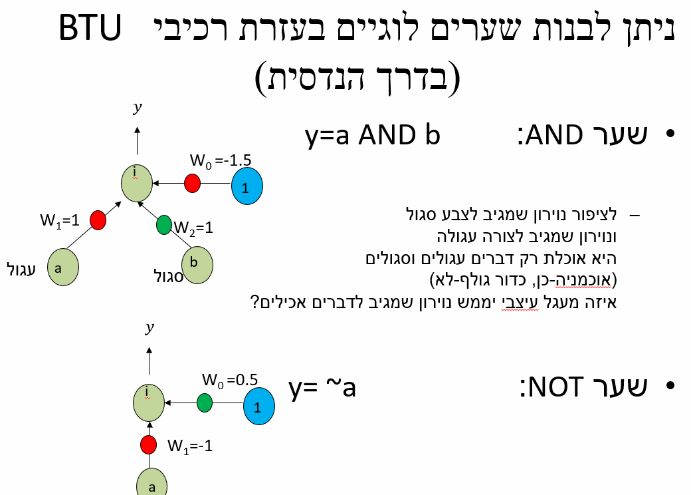 ניתן לבנות שערים לוגיים בעזרת רכיבי BTU
(בדרך הנדסית)
• שער AND: y=a AND b
y
i
W0 =-1.5
1
W1=1
W2=1
a
עגול
b
סגול
– לציפור נוירון שמגיב לצבע סגול
ונוירון שמגיב לצורה עגולה
היא אוכלת רק דברים עגולים וסגולים
(אוכמניה-כן, כדור גולף-לא)
איזה מעגל עיצבי יממש נוירון שמגיב לדברים אכילים?
• שער NOT: y= ~a
y
i
W0 =0.5
1
W1=-1
a